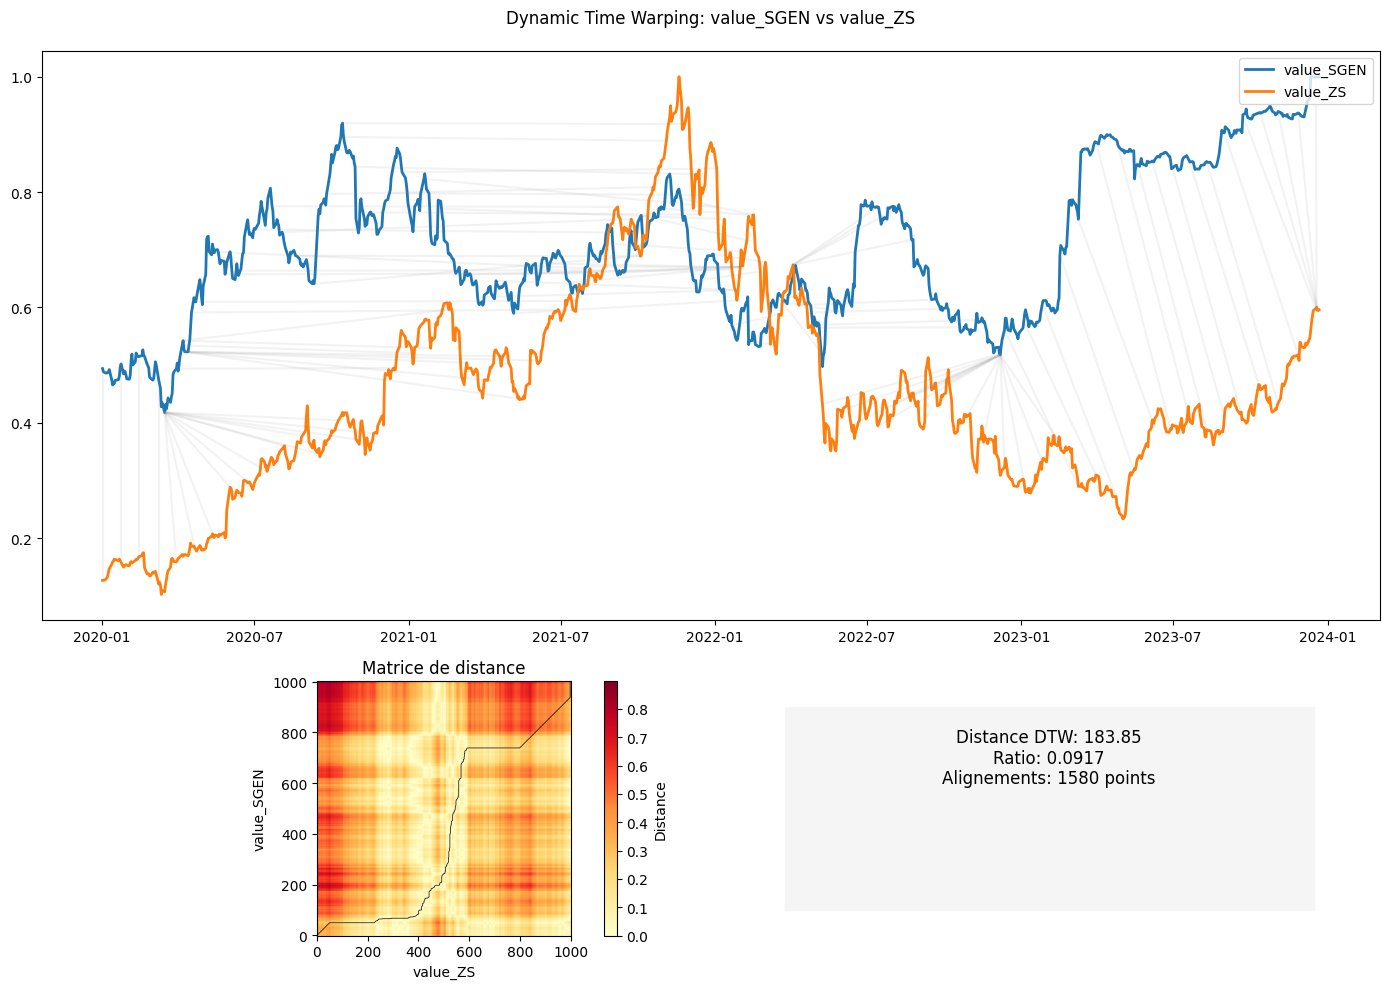 Dynamic Time Warping: value_SGEN vs value_ZS
value_SGEN
value_ZS
1.0
0.8
0.6
0.4
0.2
2020-01 2020-07 2021-01 2021-07 2022-01 2022-07 2023-01 2023-07 2024-01
Matrice de distance
value_SGEN
1000
800
600
400
200
0
0 200 400 600 800 1000
value_ZS
0.8
0.7
0.6
0.5
0.4
0.3
0.2
0.1
0.0
Distance
Distance DTW: 183.85
Ratio: 0.0917
Alignements: 1580 points